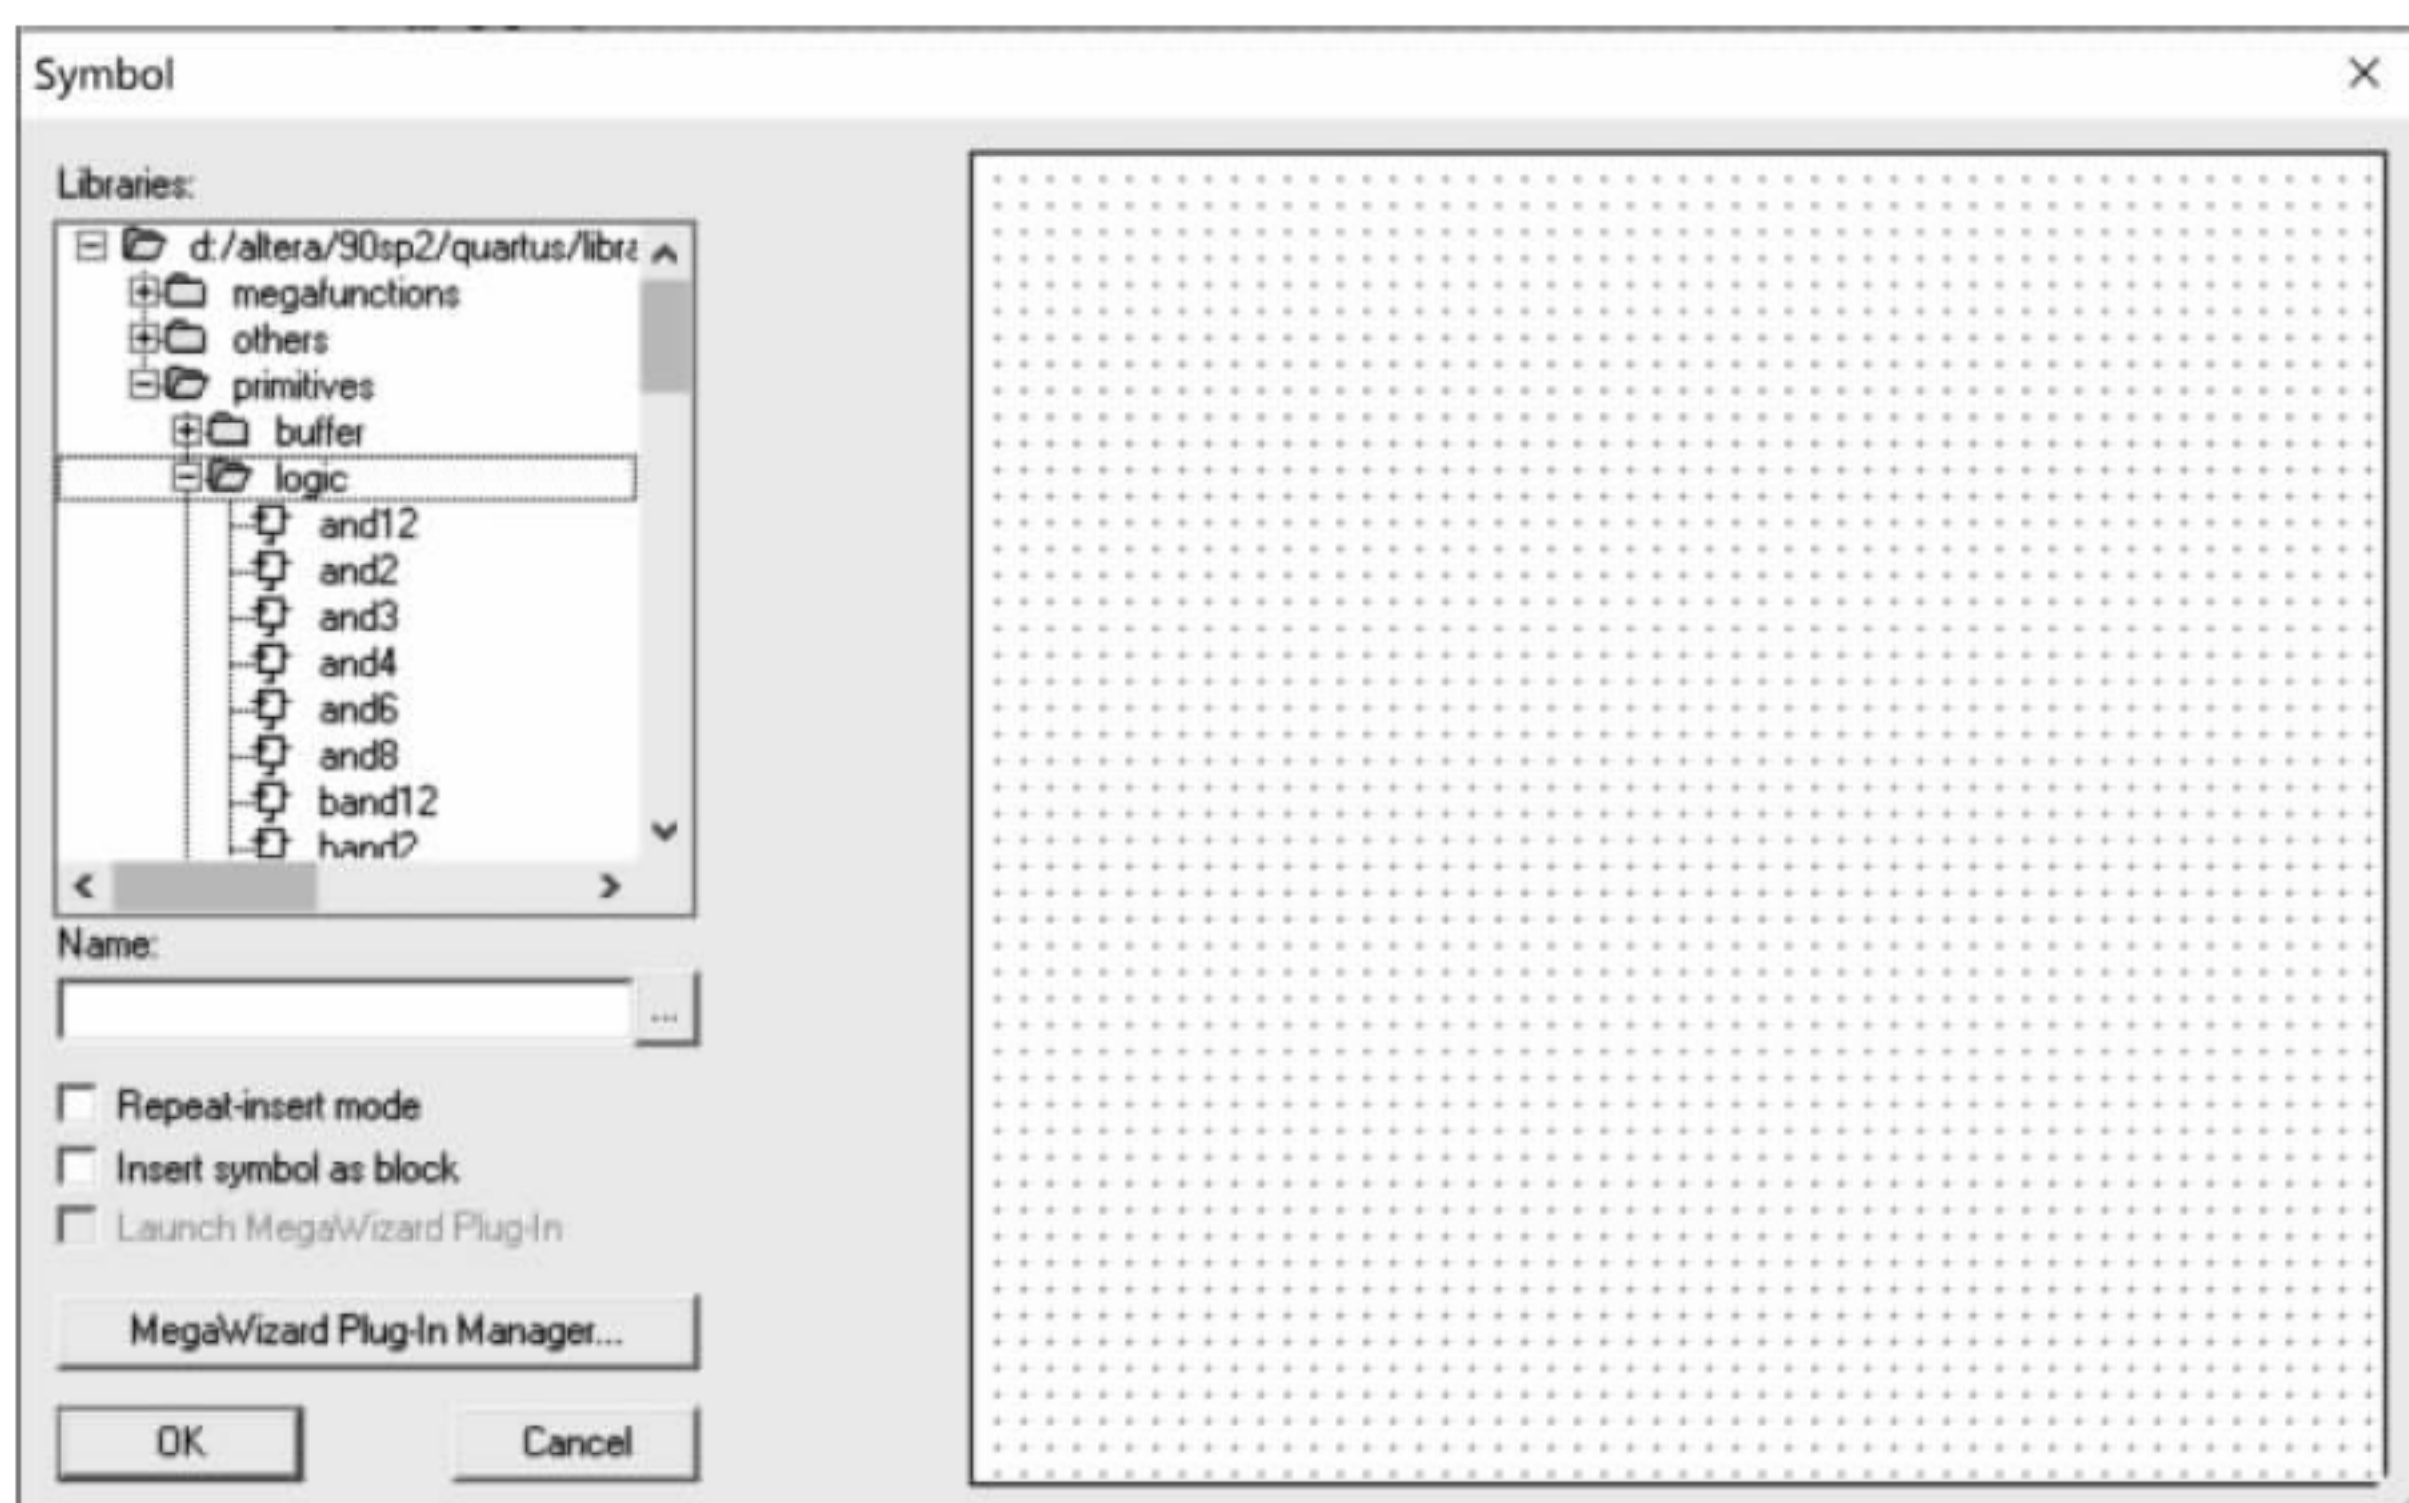 Symbol
Libraries:
d:/altera/90sp2/quartus/libra
megafunctions
others
primitives
buffer
logic
and12
and2
and3
and4
and6
and8
band12
band2
Name:
...
Repeat-insert mode
Insert symbol as block
Launch MegaWizard Plug-In
MegaWizard Plug-In Manager...
OK
Cancel